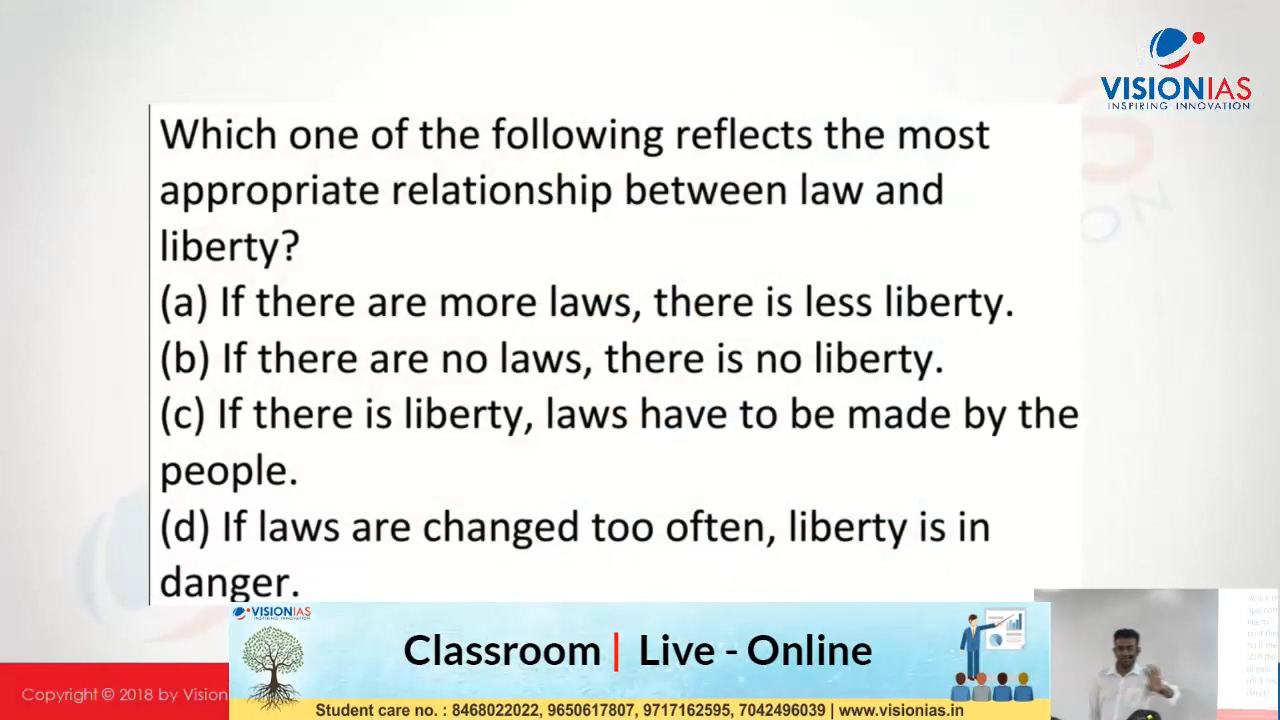 VISIONIAS
INSPIRING INNOVATION
Which one of the following reflects the most
appropriate relationship between law and
liberty?
(a) If there are more laws, there is less liberty.
(b) If there are no laws, there is no liberty.
(c) If there is liberty, laws have to be made by the
people.
(d) If laws are changed too often, liberty is in
danger.
VISIONIAS
INSPIRING INNOVATION
Classroom | Live - Online
Copyright © 2018 by Vision
Student care no. : 8468022022, 9650617807, 9717162595, 7042496039 | www.visionias.in